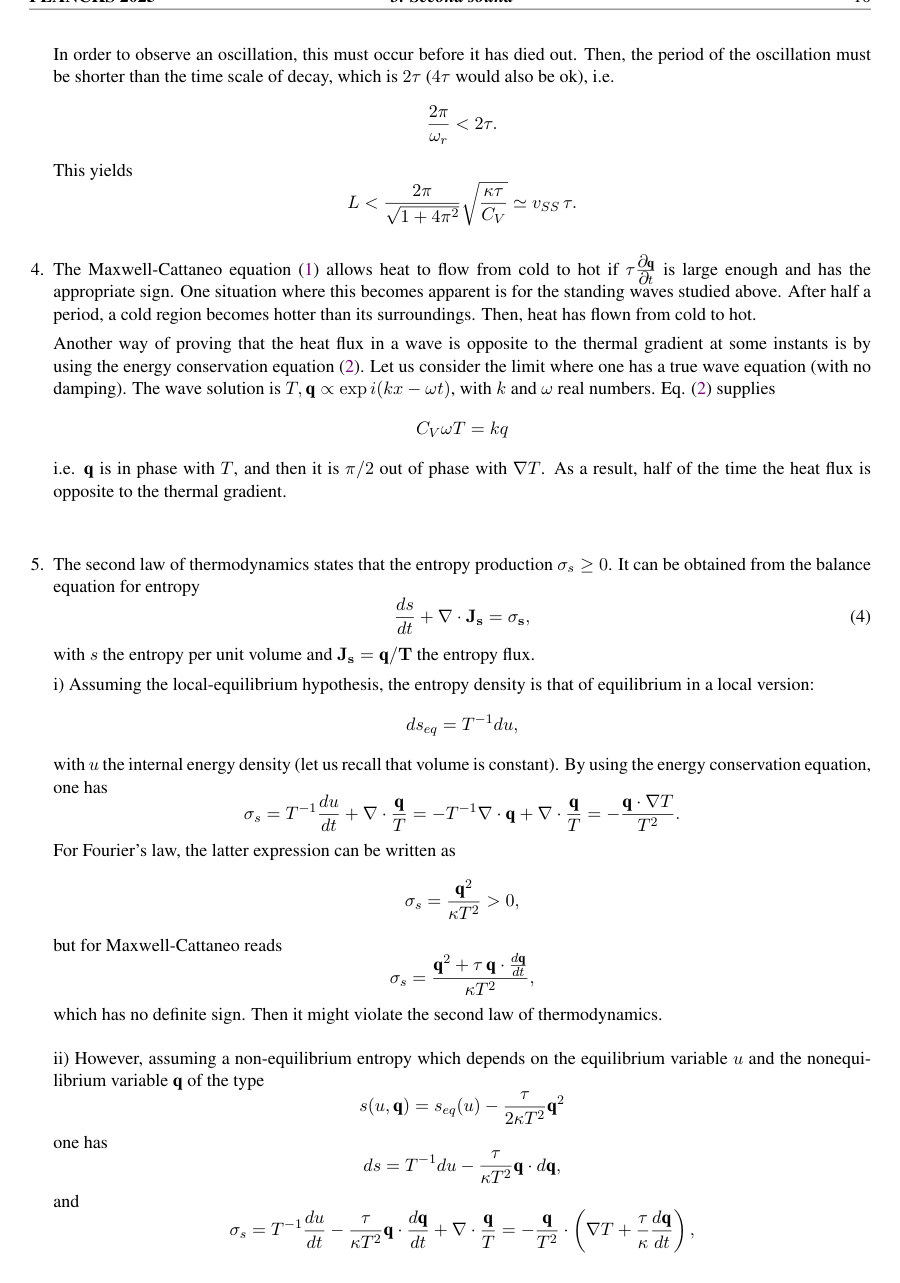 PLANCKS 2023 3. Second sound 16
In order to observe an oscillation, this must occur before it has died out. Then, the period of the oscillation must
be shorter than the time scale of decay, which is 2τ (4τ would also be ok), i.e.
2π/ω_r < 2τ.
This yields
L < 2π/√(1 + 4π²) √(κτ/C_V) ≃ v_SS τ.
4. The Maxwell-Cattaneo equation (1) allows heat to flow from cold to hot if τ ∂q/∂t is large enough and has the
appropriate sign. One situation where this becomes apparent is for the standing waves studied above. After half a
period, a cold region becomes hotter than its surroundings. Then, heat has flown from cold to hot.
Another way of proving that the heat flux in a wave is opposite to the thermal gradient at some instants is by
using the energy conservation equation (2). Let us consider the limit where one has a true wave equation (with no
damping). The wave solution is T, q ∝ exp i(kx − ωt), with k and ω real numbers. Eq. (2) supplies
C_V ωT = kq
i.e. q is in phase with T, and then it is π/2 out of phase with ∇T. As a result, half of the time the heat flux is
opposite to the thermal gradient.
5. The second law of thermodynamics states that the entropy production σ_s ≥ 0. It can be obtained from the balance
equation for entropy
ds/dt + ∇ · J_s = σ_s, (4)
with s the entropy per unit volume and J_s = q/T the entropy flux.
i) Assuming the local-equilibrium hypothesis, the entropy density is that of equilibrium in a local version:
ds_eq = T⁻¹du,
with u the internal energy density (let us recall that volume is constant). By using the energy conservation equation,
one has
σ_s = T⁻¹ du/dt + ∇ · q/T = −T⁻¹∇ · q + ∇ · q/T = − q · ∇T/T².
For Fourier's law, the latter expression can be written as
σ_s = q²/κT² > 0,
but for Maxwell-Cattaneo reads
σ_s = (q² + τ q · dq/dt)/κT²,
which has no definite sign. Then it might violate the second law of thermodynamics.
ii) However, assuming a non-equilibrium entropy which depends on the equilibrium variable u and the nonequi-
librium variable q of the type
s(u, q) = s_eq(u) − τ/2κT² q²
one has
ds = T⁻¹du − τ/κT² q · dq,
and
σ_s = T⁻¹ du/dt − τ/κT² q · dq/dt + ∇ · q/T = − q/T² · (∇T + τ/κ dq/dt),